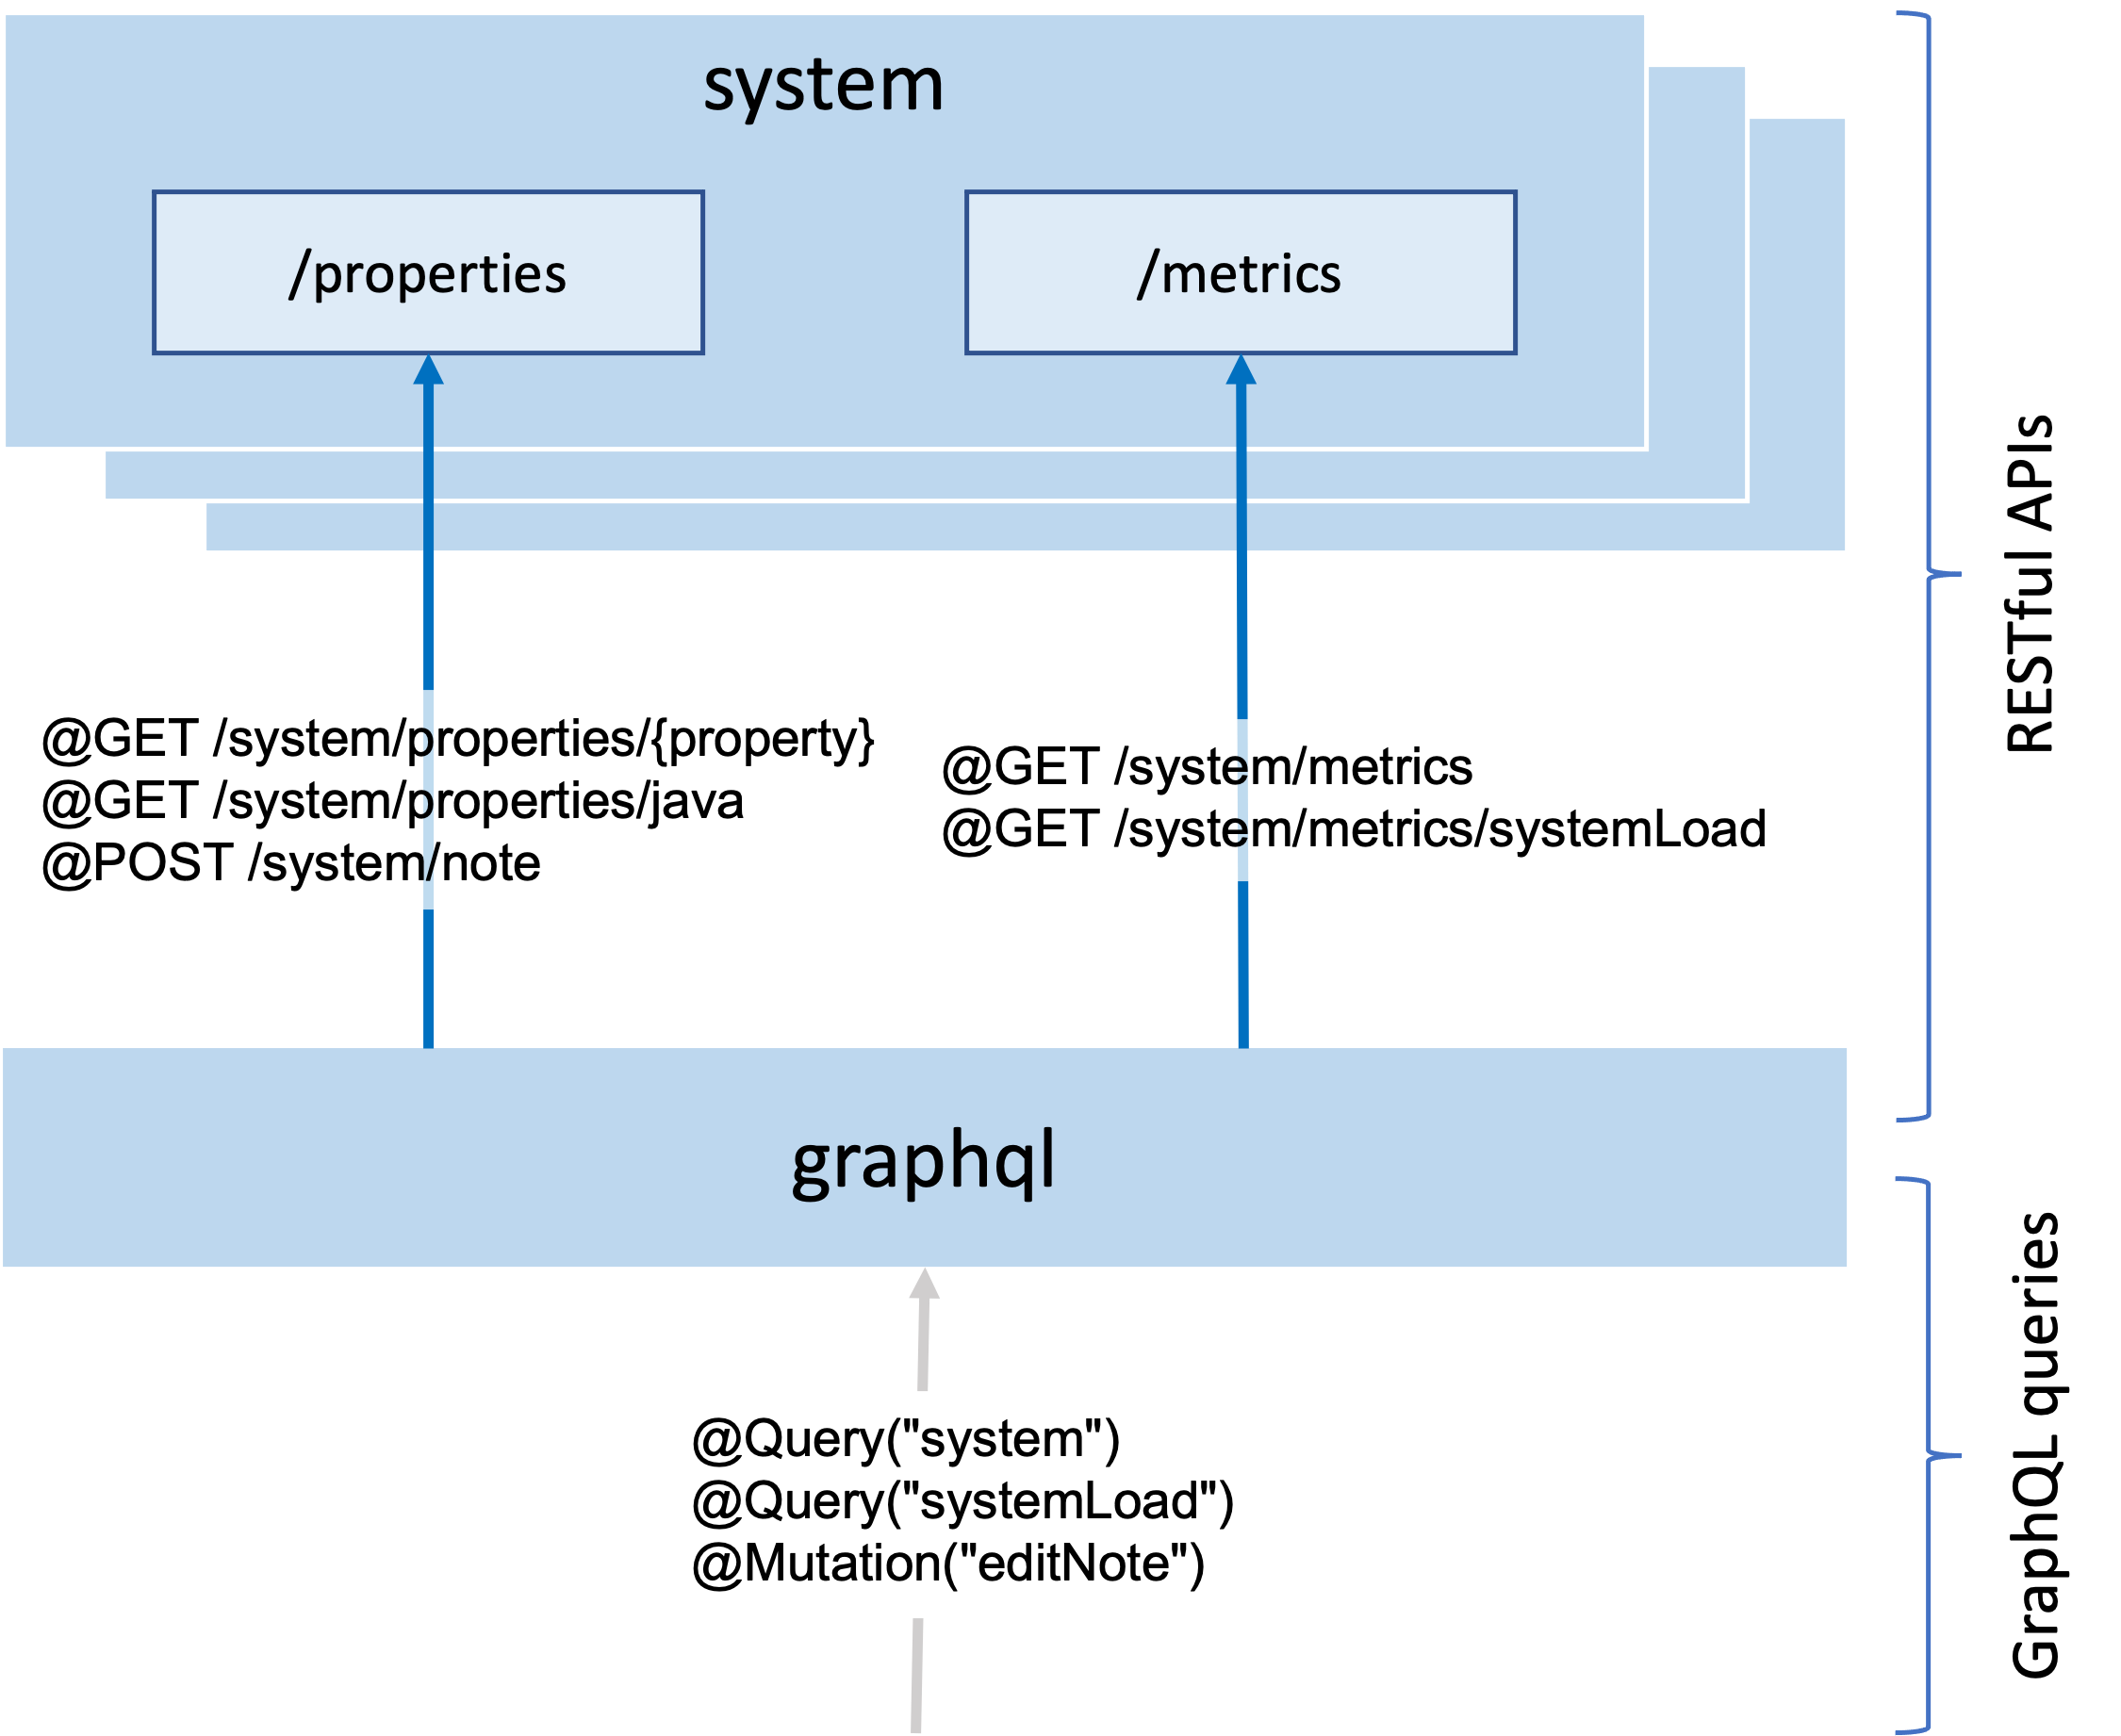 system
/properties
/metrics
RESTful APIs
@GET /system/properties/{property}
@GET /system/properties/java
@POST /system/note
@GET /system/metrics
@GET /system/metrics/systemLoad
graphql
GraphQL queries
@Query("system")
@Query("systemLoad")
@Mutation("editNote")